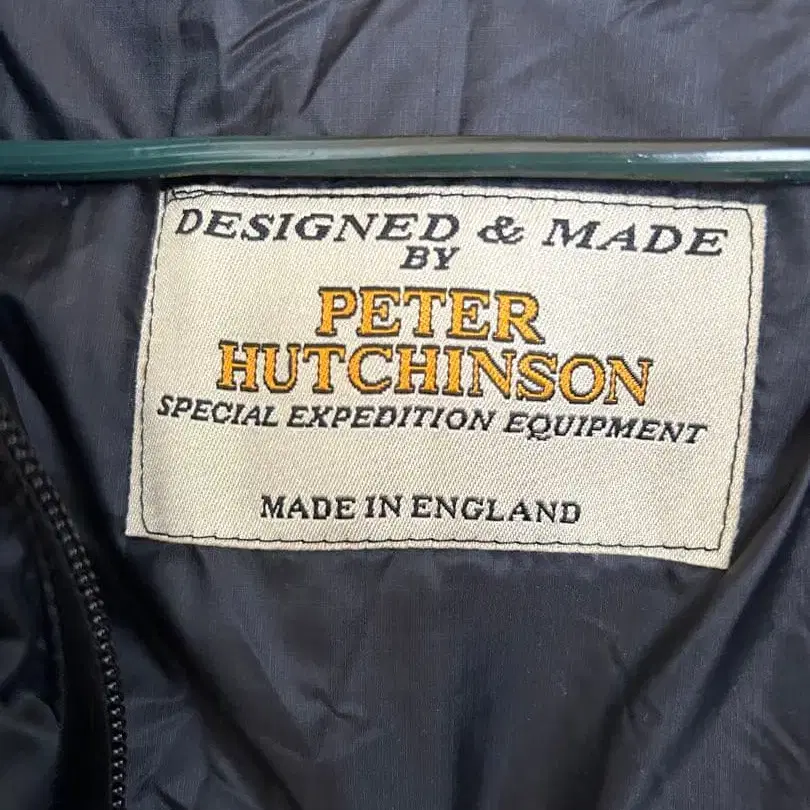 DESIGNED & MADE
BY
PETER
HUTCHINSON
SPECIAL EXPEDITION EQUIPMENT
MADE IN ENGLAND